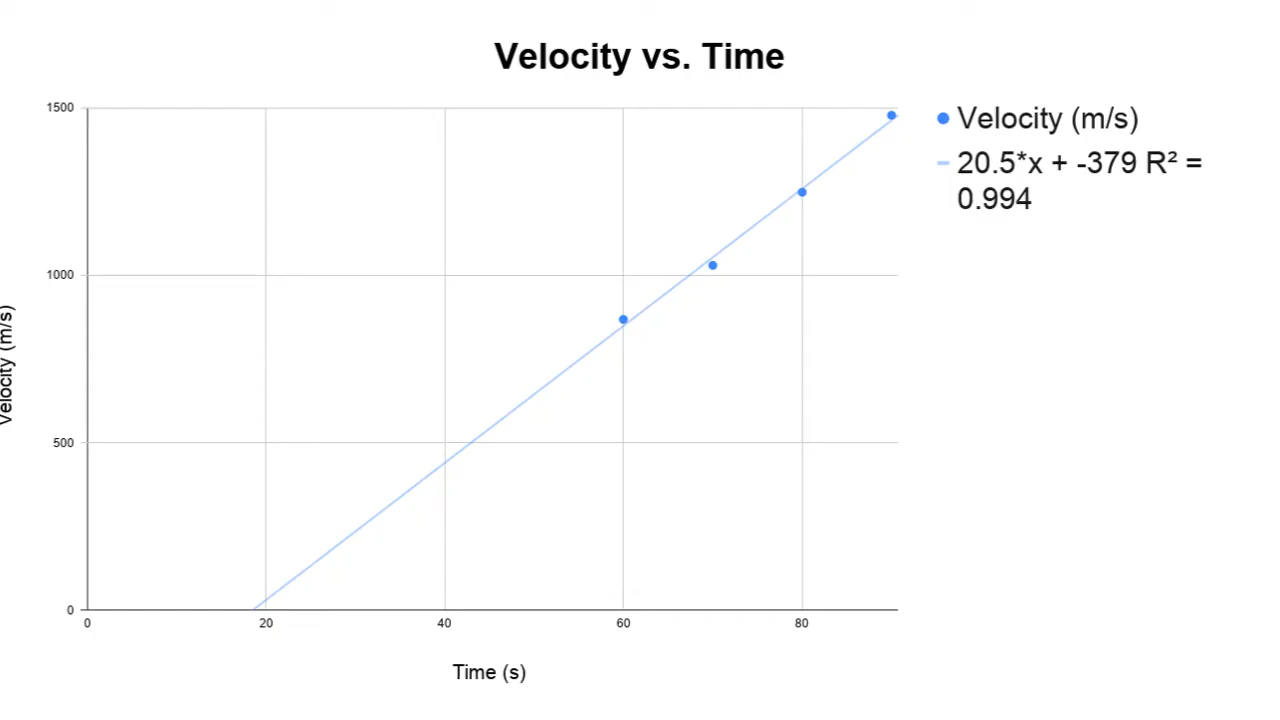 Velocity vs. Time
Velocity (m/s)
20.5*x + -379 R² =
0.994
1500
1000
500
0
Velocity (m/s)
0 20 40 60 80
Time (s)